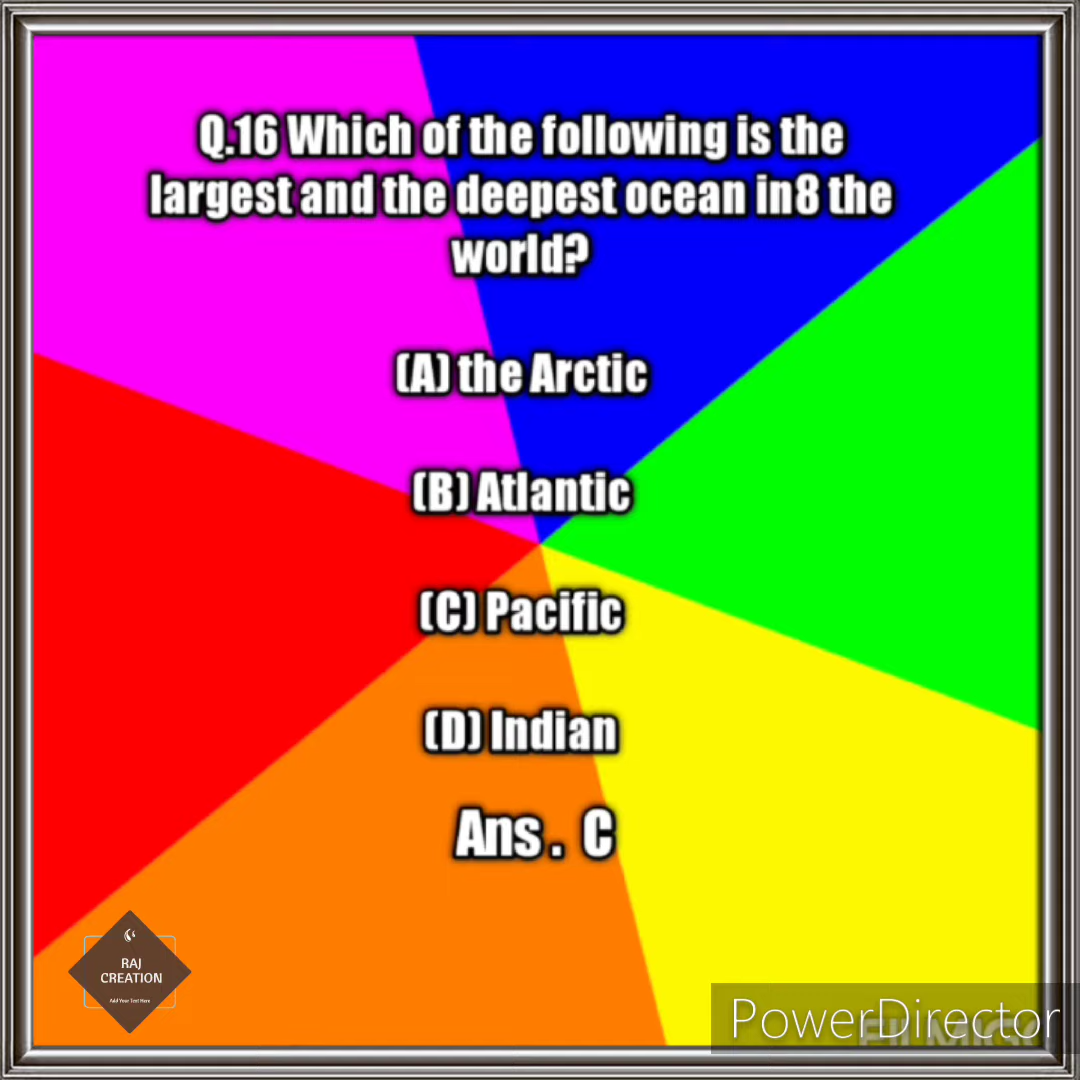 Q.16 Which of the following is the
largest and the deepest ocean in8 the
world?
(A) the Arctic
(B) Atlantic
(C) Pacific
(D) Indian
Ans . C
RAJ
CREATION
Add Your Text Here
PowerDirector